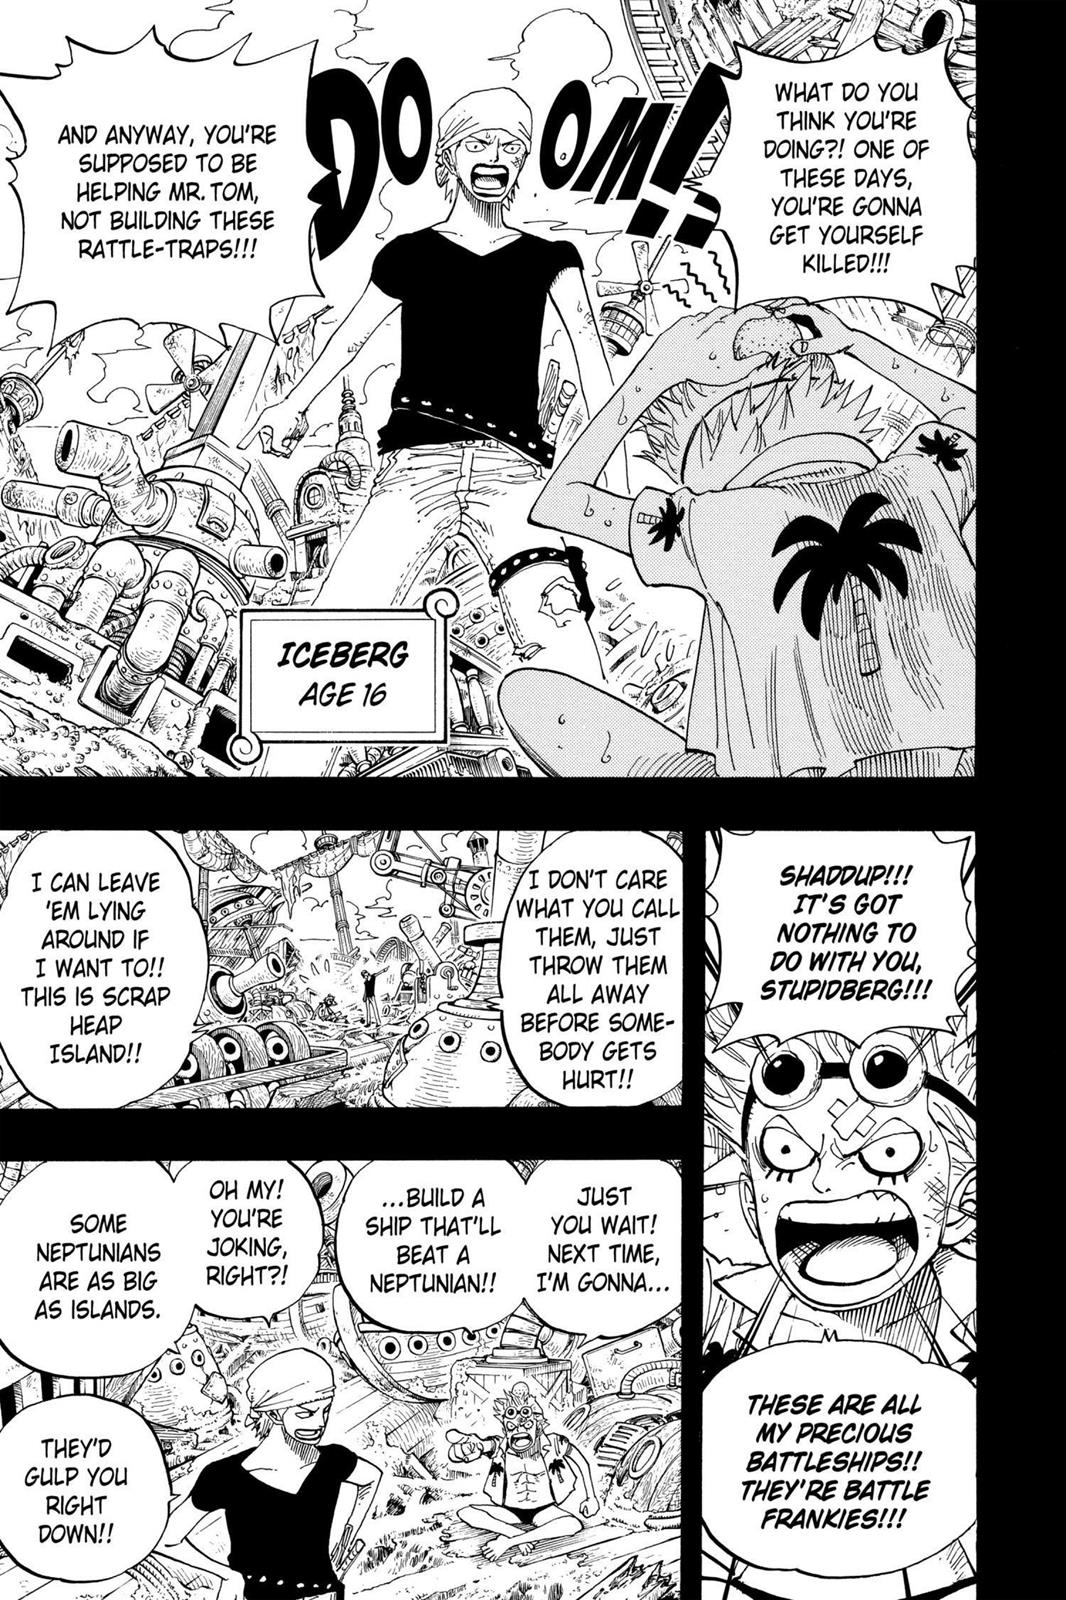 WHAT DO YOU
THINK YOU'RE
DOING?! ONE OF
THESE DAYS,
YOU'RE GONNA
GET YOURSELF
KILLED!!!
DOOM!!
AND ANYWAY, YOU'RE
SUPPOSED TO BE
HELPING MR. TOM,
NOT BUILDING THESE
RATTLE-TRAPS!!!
ICEBERG
AGE 16
SHADDUP!!!
IT'S GOT
NOTHING TO
DO WITH YOU,
STUPIDBERG!!!
THESE ARE ALL
MY PRECIOUS
BATTLESHIPS!!
THEY'RE BATTLE
FRANKIES!!!
I DON'T CARE
WHAT YOU CALL
THEM, JUST
THROW THEM
ALL AWAY
BEFORE SOME-
BODY GETS
HURT!!
I CAN LEAVE
'EM LYING
AROUND IF
I WANT TO!!
THIS IS SCRAP
HEAP
ISLAND!!
JUST
YOU WAIT!
NEXT TIME,
I'M GONNA...
...BUILD A
SHIP THAT'LL
BEAT A
NEPTUNIAN!!
OH MY!
YOU'RE
JOKING,
RIGHT?!
SOME
NEPTUNIANS
ARE AS BIG
AS ISLANDS.
THEY'D
GULP YOU
RIGHT
DOWN!!